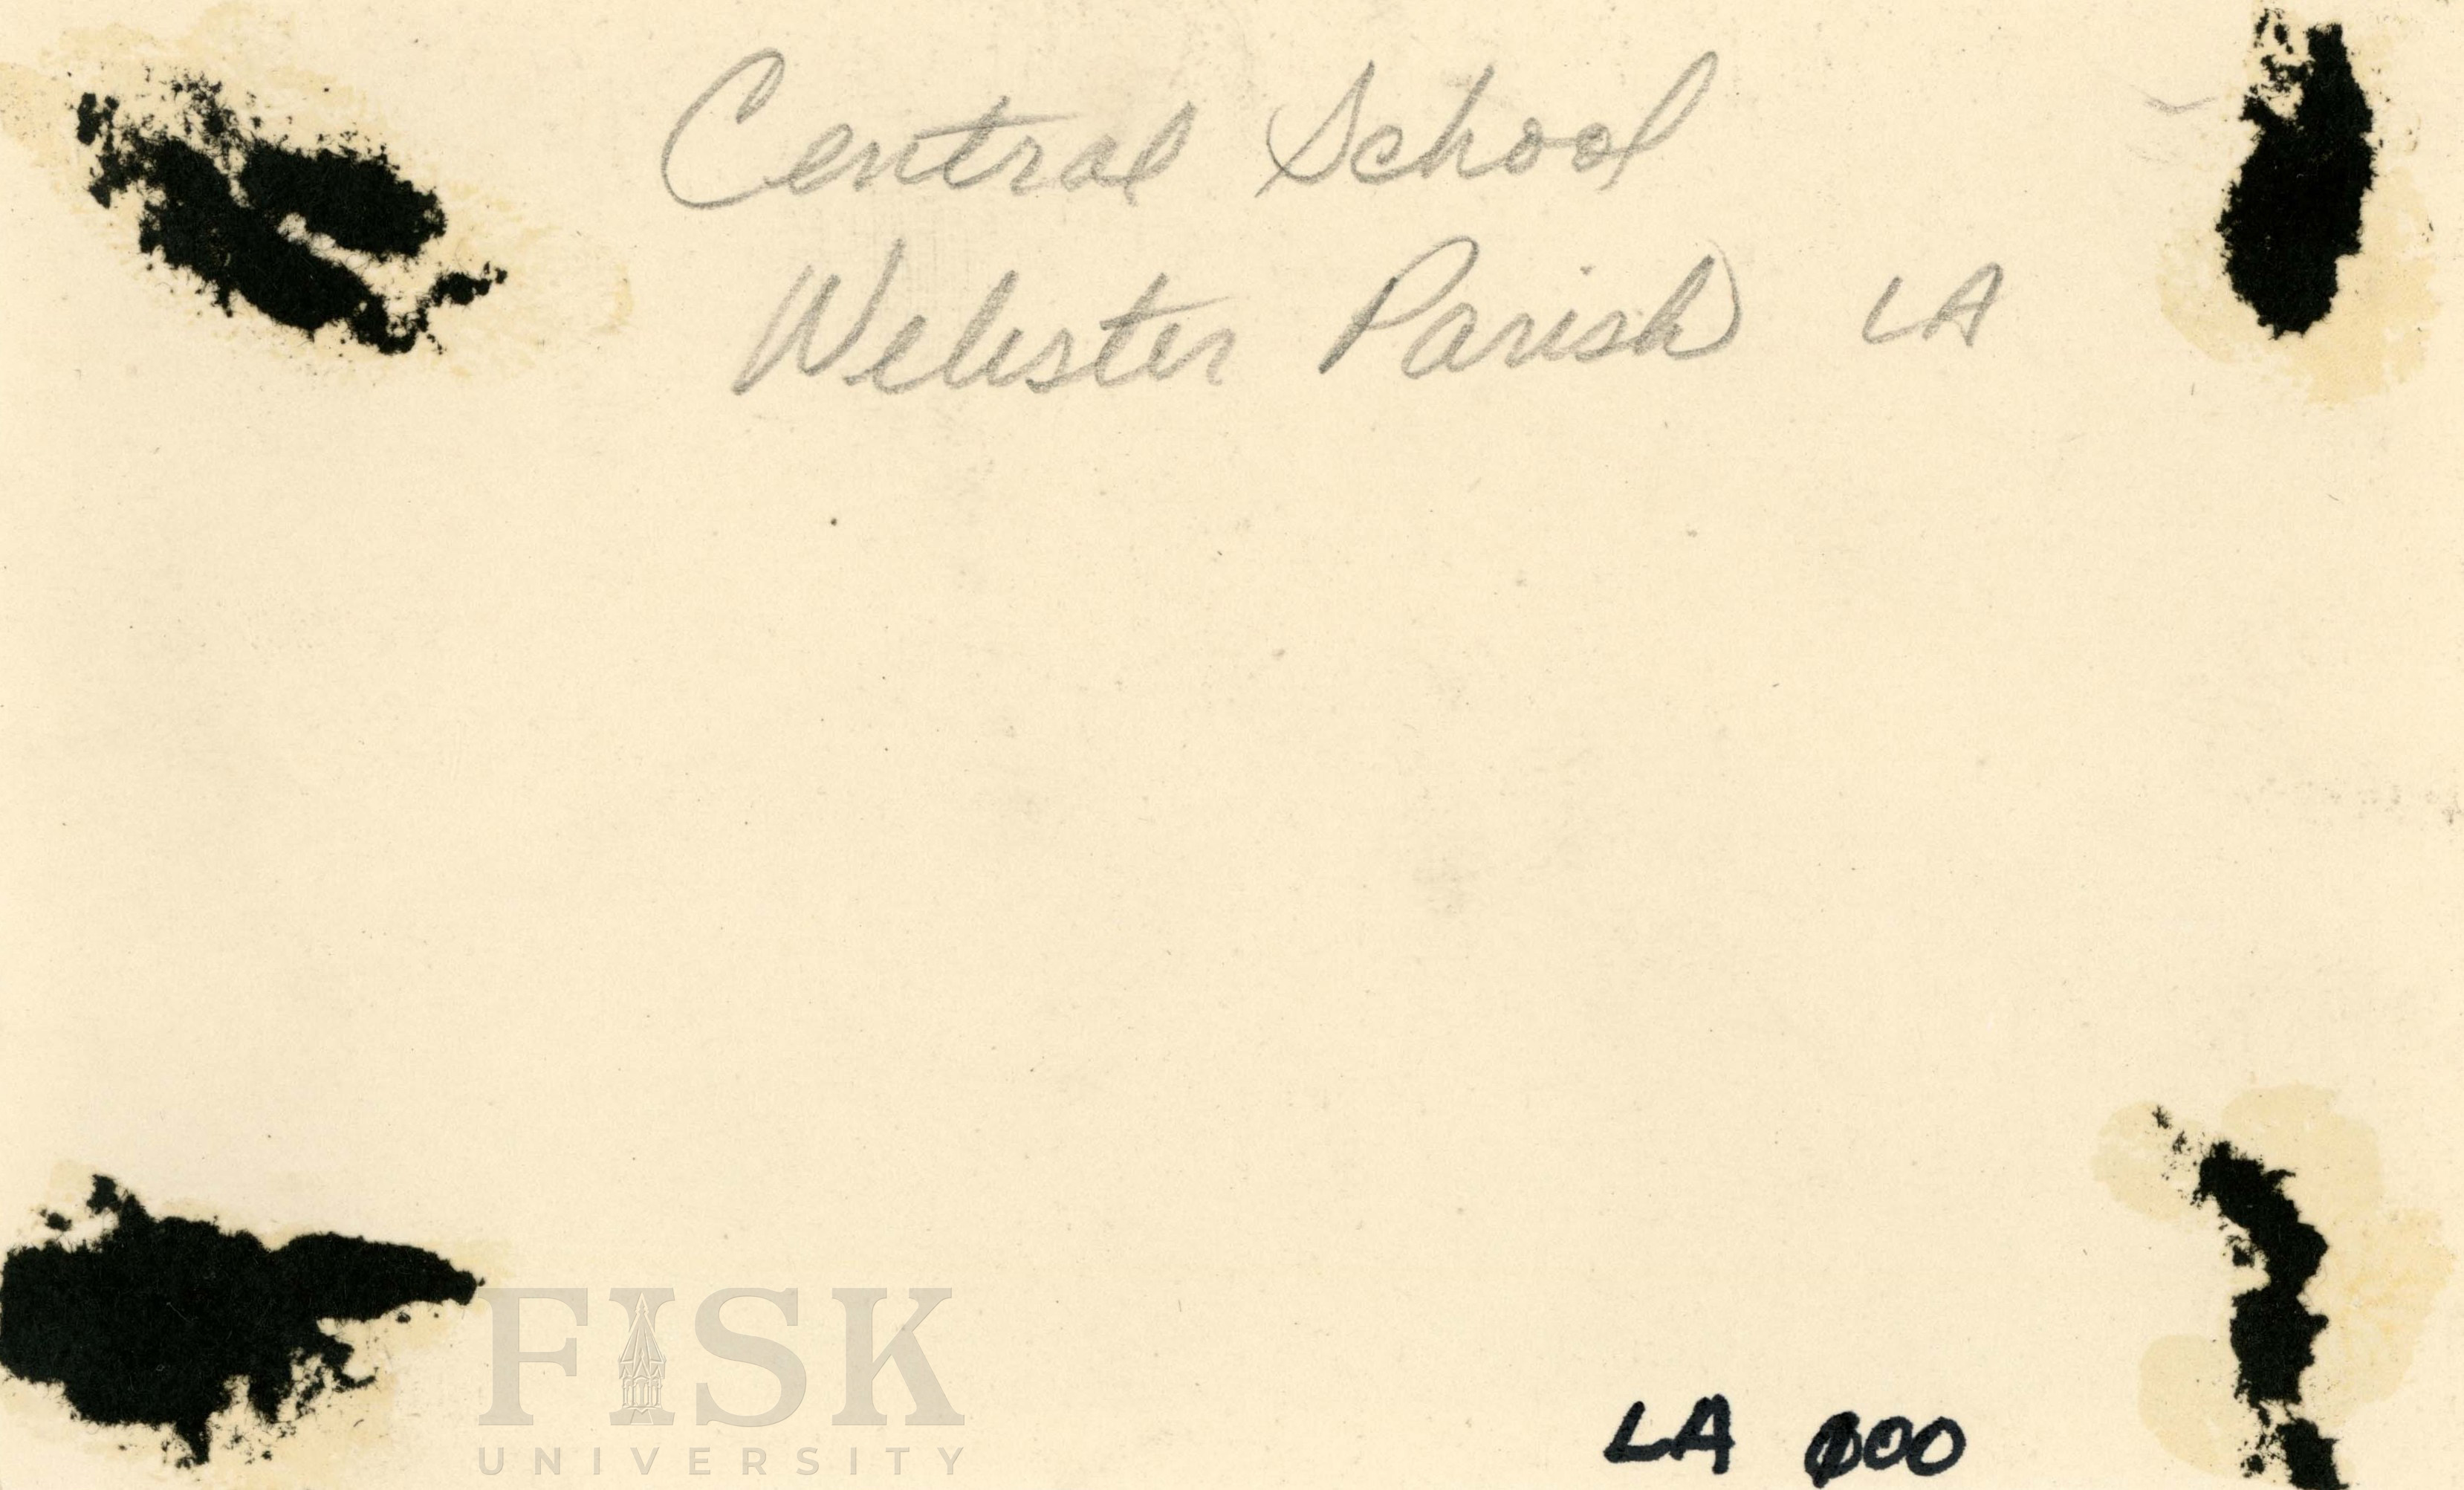 Central School
Webster Parish LA
FISK
UNIVERSITY
LA 000